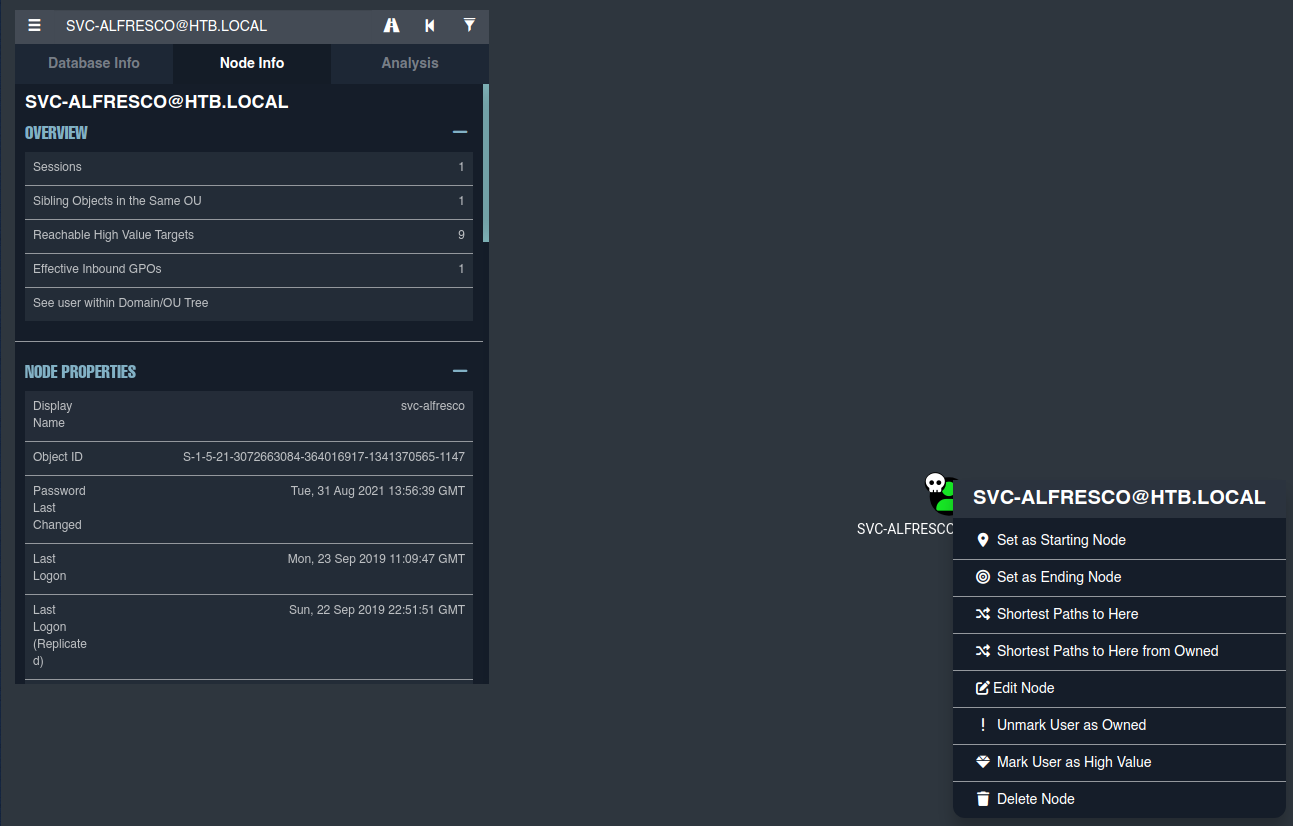 SVC-ALFRESCO@HTB.LOCAL
Database Info Node Info Analysis
SVC-ALFRESCO@HTB.LOCAL
OVERVIEW
Sessions 1
Sibling Objects in the Same OU 1
Reachable High Value Targets 9
Effective Inbound GPOs 1
See user within Domain/OU Tree
NODE PROPERTIES
Display svc-alfresco
Name
Object ID S-1-5-21-3072663084-364016917-1341370565-1147
Password Tue, 31 Aug 2021 13:56:39 GMT
Last
Changed
Last Mon, 23 Sep 2019 11:09:47 GMT
Logon
Last Sun, 22 Sep 2019 22:51:51 GMT
Logon
(Replicate
d)
SVC-ALFRESCO
SVC-ALFRESCO@HTB.LOCAL
Set as Starting Node
Set as Ending Node
Shortest Paths to Here
Shortest Paths to Here from Owned
Edit Node
! Unmark User as Owned
Mark User as High Value
Delete Node